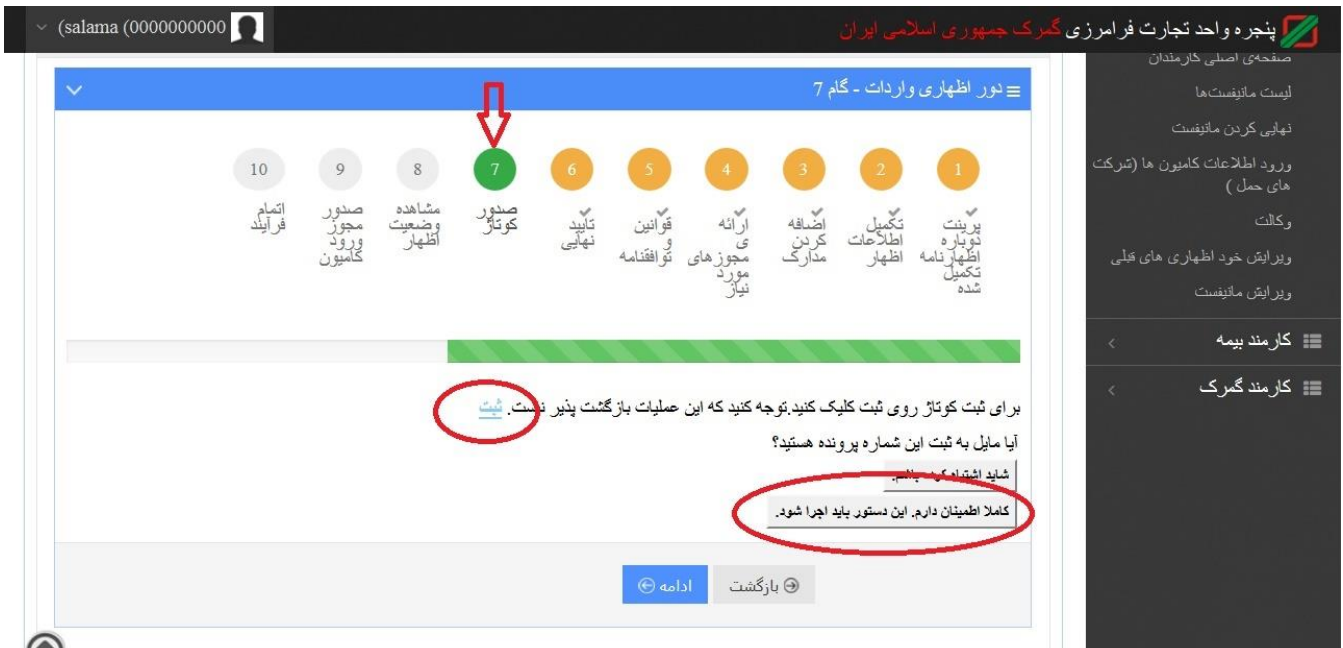 پنجره واحد تجارت فرامرزی گمرک جمهوری اسلامی ایران
(salama (0000000000
صفحه‌ی اصلی کارمندان
لیست مانیفست‌ها
نهایی کردن مانیفست
ورود اطلاعات کامیون ها (شرکت
های حمل )
وکالت
ویرایش خود اظهاری های قبلی
ویرایش مانیفست
کارمند بیمه
کارمند گمرک
دور اظهاری واردات - گام 7
1
پرینت
دوباره
اظهارنامه
تکمیل
شده
2
تکمیل
اطلاعات
اظهار
3
اضافه
کردن
مدارک
4
ارائه
ی
مجوزهای
مورد
نیاز
5
قوانین
و
توافقنامه
6
تایید
نهایی
7
صدور
کوتاژ
8
مشاهده
وضعیت
اظهار
9
صدور
مجوز
ورود
کامیون
10
اتمام
فرآیند
برای ثبت کوتاژ روی ثبت کلیک کنید.توجه کنید که این عملیات بازگشت پذیر نیست. ثبت
آیا مایل به ثبت این شماره پرونده هستید؟
شاید اشتباه کرده باشم.
کاملا اطمینان دارم. این دستور باید اجرا شود.
بازگشت
ادامه